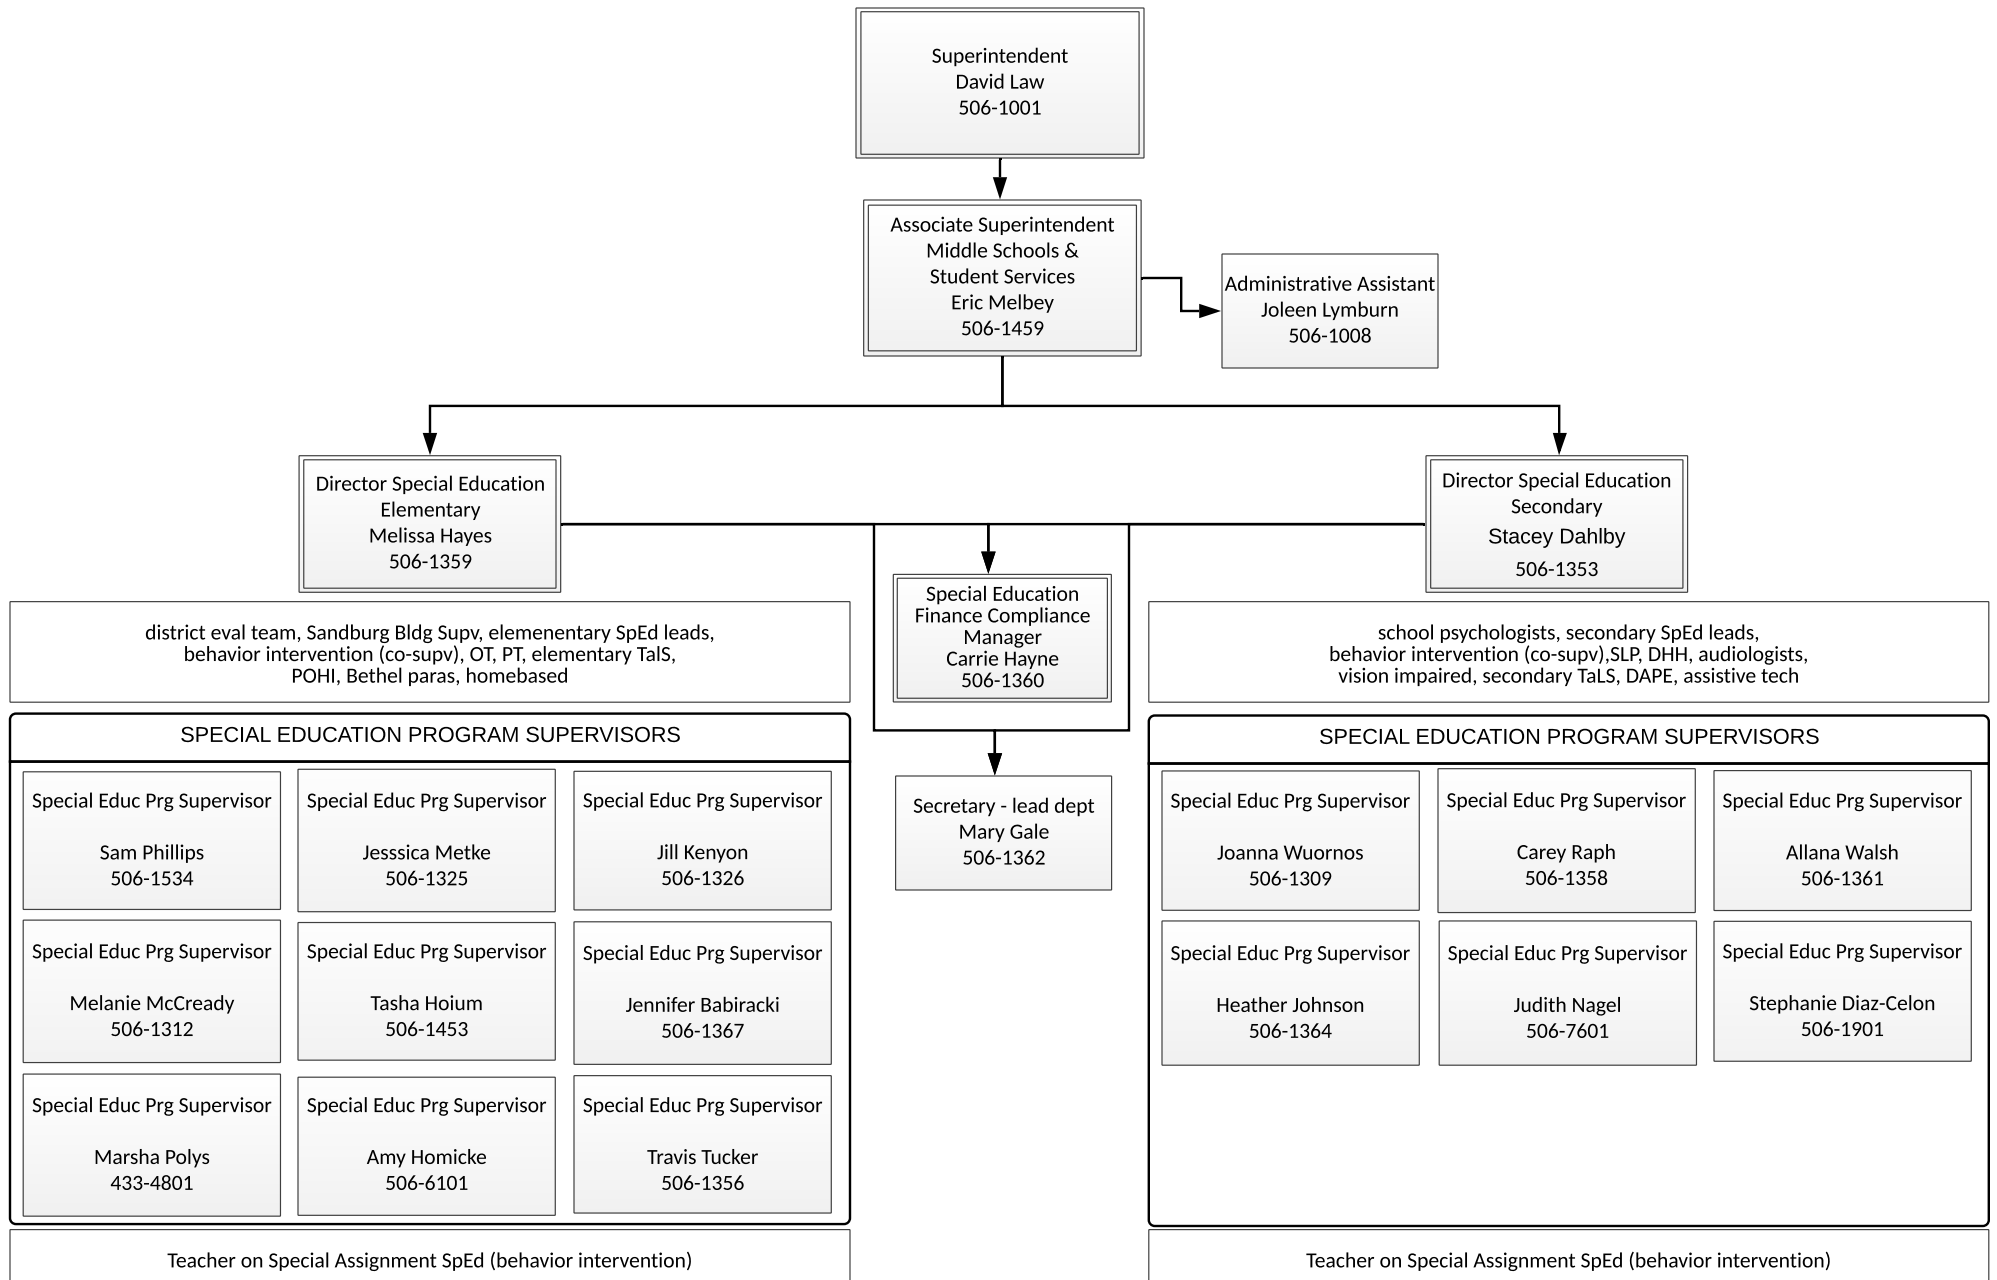 Superintendent
David Law
506-1001
Associate Superintendent
Middle Schools &
Student Services
Eric Melbey
506-1459
Administrative Assistant
Joleen Lymburn
506-1008
Director Special Education
Elementary
Melissa Hayes
506-1359
Director Special Education
Secondary
Stacey Dahlby
506-1353
Special Education
Finance Compliance
Manager
Carrie Hayne
506-1360
district eval team, Sandburg Bldg Supv, elemenentary SpEd leads,
behavior intervention (co-supv), OT, PT, elementary TalS,
POHI, Bethel paras, homebased
school psychologists, secondary SpEd leads,
behavior intervention (co-supv),SLP, DHH, audiologists,
vision impaired, secondary TaLS, DAPE, assistive tech
Secretary - lead dept
Mary Gale
506-1362
SPECIAL EDUCATION PROGRAM SUPERVISORS
Special Educ Prg Supervisor
Sam Phillips
506-1534
Special Educ Prg Supervisor
Jesssica Metke
506-1325
Special Educ Prg Supervisor
Jill Kenyon
506-1326
Special Educ Prg Supervisor
Melanie McCready
506-1312
Special Educ Prg Supervisor
Tasha Hoium
506-1453
Special Educ Prg Supervisor
Jennifer Babiracki
506-1367
Special Educ Prg Supervisor
Marsha Polys
433-4801
Special Educ Prg Supervisor
Amy Homicke
506-6101
Special Educ Prg Supervisor
Travis Tucker
506-1356
Teacher on Special Assignment SpEd (behavior intervention)
SPECIAL EDUCATION PROGRAM SUPERVISORS
Special Educ Prg Supervisor
Joanna Wuornos
506-1309
Special Educ Prg Supervisor
Carey Raph
506-1358
Special Educ Prg Supervisor
Allana Walsh
506-1361
Special Educ Prg Supervisor
Heather Johnson
506-1364
Special Educ Prg Supervisor
Judith Nagel
506-7601
Special Educ Prg Supervisor
Stephanie Diaz-Celon
506-1901
Teacher on Special Assignment SpEd (behavior intervention)